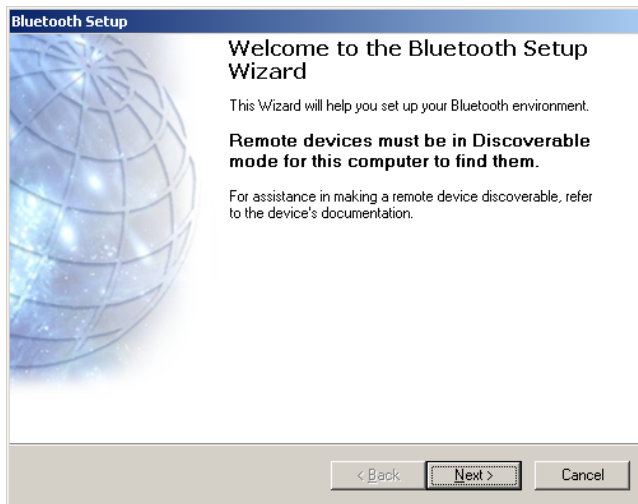 Bluetooth Setup
Welcome to the Bluetooth Setup
Wizard
This Wizard will help you set up your Bluetooth environment.
Remote devices must be in Discoverable
mode for this computer to find them.
For assistance in making a remote device discoverable, refer
to the device's documentation.
< Back
Next >
Cancel